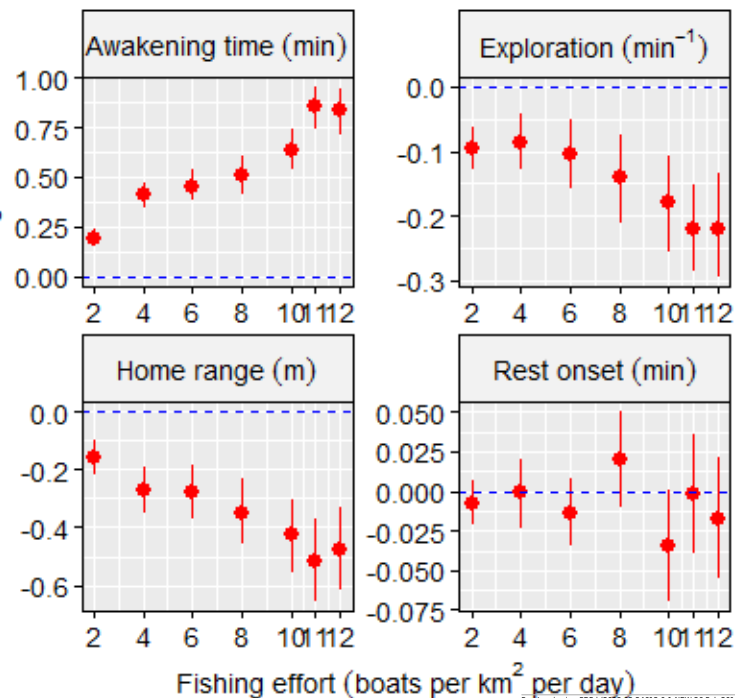 Awakening time (min)
1.00
0.75
0.50
0.25
0.00
2 4 6 8 10 11 12
Exploration (min⁻¹)
0.0
-0.1
-0.2
-0.3
2 4 6 8 10 11 12
Home range (m)
0.0
-0.2
-0.4
-0.6
2 4 6 8 10 11 12
Rest onset (min)
0.050
0.025
0.000
-0.025
-0.050
-0.075
2 4 6 8 10 11 12
Fishing effort (boats per km² per day)